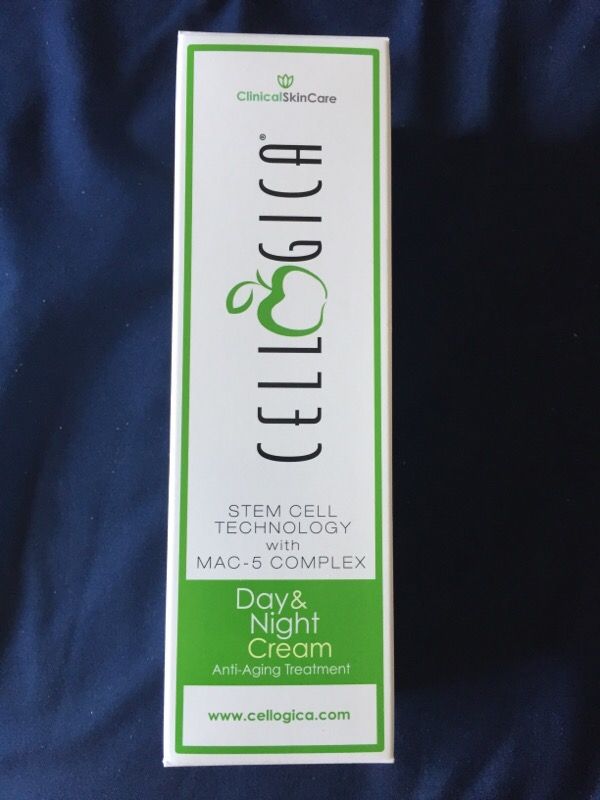 ClinicalSkinCare
CELLOGICA®
STEM CELL
TECHNOLOGY
with
MAC-5 COMPLEX
Day&
Night
Cream
Anti-Aging Treatment
www.cellogica.com